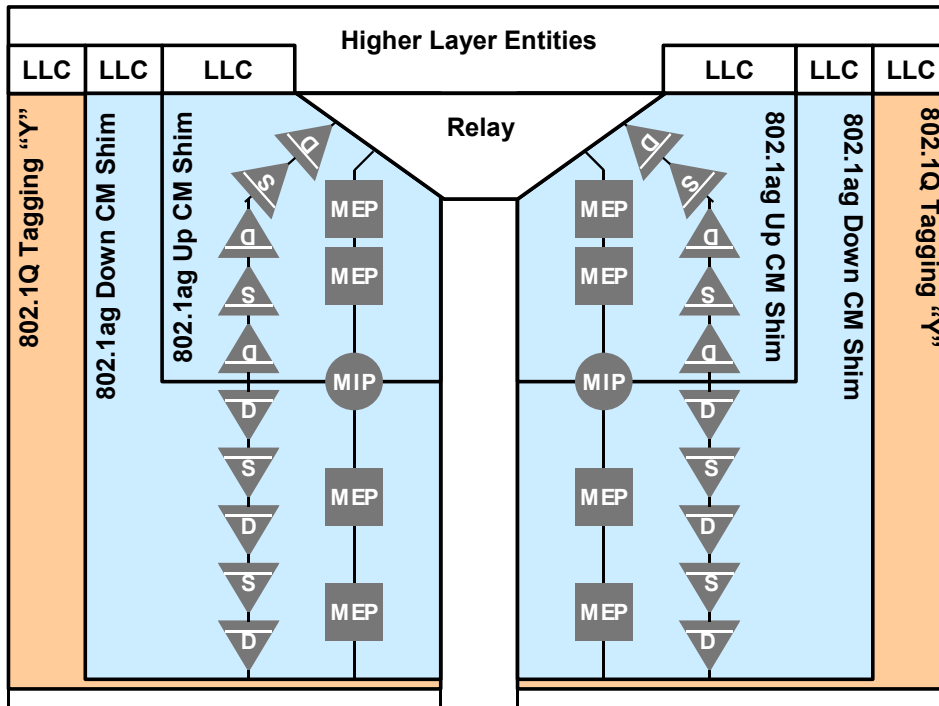 Higher Layer Entities
LLC
LLC
LLC
LLC
LLC
LLC
Relay
802.1Q Tagging “Y”
802.1ag Down CM Shim
802.1ag Up CM Shim
D
S
D
S
D
D
S
D
S
D
MEP
MEP
MIP
MEP
MEP
MEP
MEP
MIP
MEP
MEP
D
S
D
S
D
D
S
D
S
D
802.1ag Up CM Shim
802.1ag Down CM Shim
802.1Q Tagging “Y”